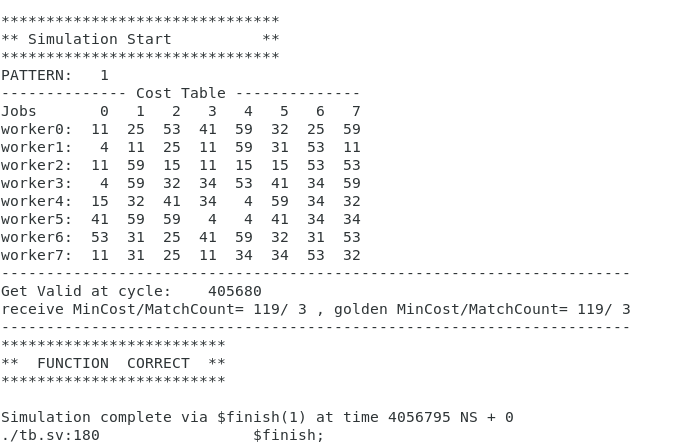 *******************************
** Simulation Start          **
*******************************
PATTERN:   1
-------------- Cost Table --------------
Jobs       0   1   2   3   4   5   6   7
worker0:  11  25  53  41  59  32  25  59
worker1:   4  11  25  11  59  31  53  11
worker2:  11  59  15  11  15  15  53  53
worker3:   4  59  32  34  53  41  34  59
worker4:  15  32  41  34   4  59  34  32
worker5:  41  59  59   4   4  41  34  34
worker6:  53  31  25  41  59  32  31  53
worker7:  11  31  25  11  34  34  53  32
----------------------------------------------------------------------
Get Valid at cycle:    405680
receive MinCost/MatchCount= 119/ 3 , golden MinCost/MatchCount= 119/ 3
----------------------------------------------------------------------
*************************
**  FUNCTION  CORRECT  **
*************************
Simulation complete via $finish(1) at time 4056795 NS + 0
./tb.sv:180                 $finish;